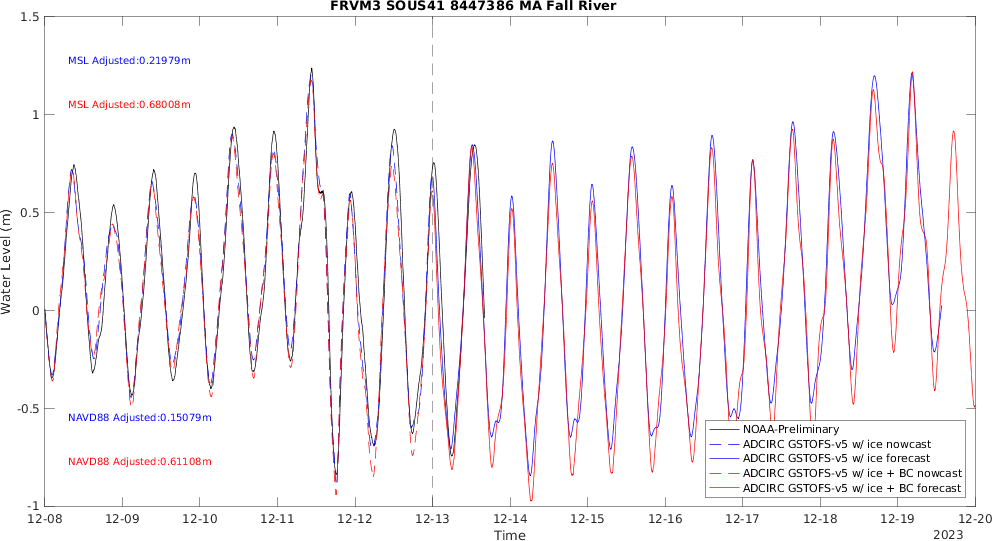 FRVM3 SOUS41 8447386 MA Fall River
1.5
1
0.5
0
-0.5
-1
Water Level (m)
MSL Adjusted:0.21979m
MSL Adjusted:0.68008m
NAVD88 Adjusted:0.15079m
NAVD88 Adjusted:0.61108m
NOAA-Preliminary
ADCIRC GSTOFS-v5 w/ ice nowcast
ADCIRC GSTOFS-v5 w/ ice forecast
ADCIRC GSTOFS-v5 w/ ice + BC nowcast
ADCIRC GSTOFS-v5 w/ ice + BC forecast
12-08 12-09 12-10 12-11 12-12 12-13 12-14 12-15 12-16 12-17 12-18 12-19 12-20
Time
2023